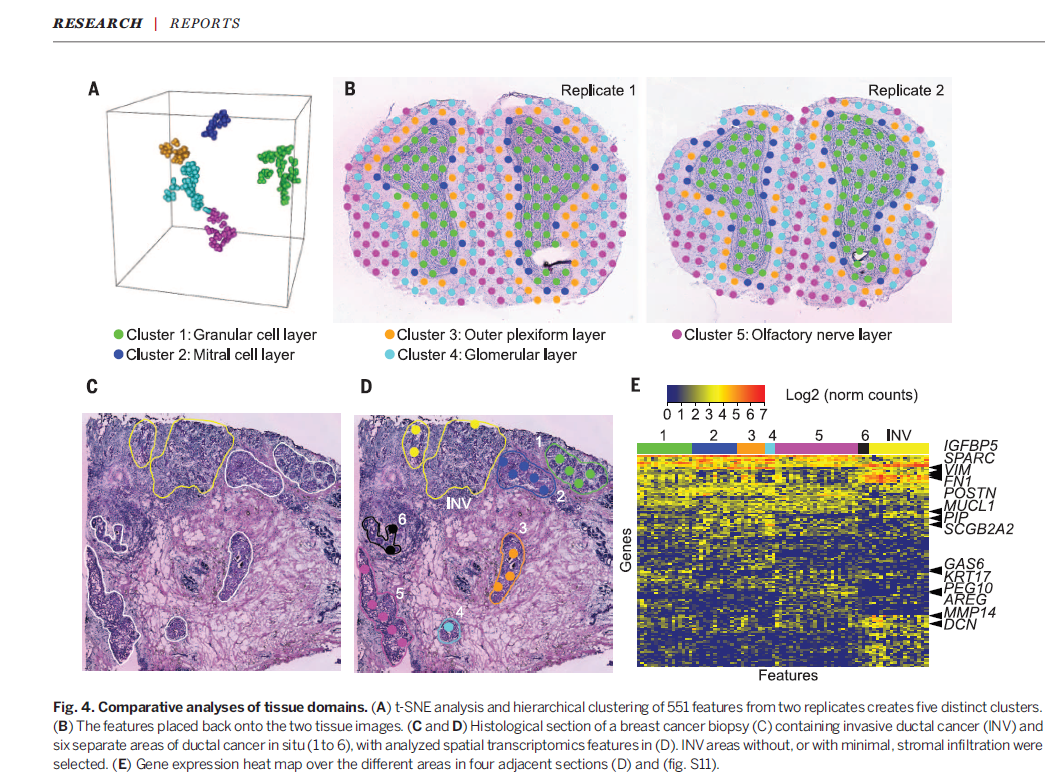 RESEARCH | REPORTS
A
B
Replicate 1
Replicate 2
Cluster 1: Granular cell layer
Cluster 2: Mitral cell layer
Cluster 3: Outer plexiform layer
Cluster 4: Glomerular layer
Cluster 5: Olfactory nerve layer
C
D
1
2
INV
6
3
5
4
E
Log2 (norm counts)
0 1 2 3 4 5 6 7
1 2 3 4 5 6 INV
Genes
IGFBP5
SPARC
VIM
FN1
POSTN
MUCL1
PIP
SCGB2A2
GAS6
KRT17
PEG10
AREG
MMP14
DCN
Features
Fig. 4. Comparative analyses of tissue domains. (A) t-SNE analysis and hierarchical clustering of 551 features from two replicates creates five distinct clusters.
(B) The features placed back onto the two tissue images. (C and D) Histological section of a breast cancer biopsy (C) containing invasive ductal cancer (INV) and
six separate areas of ductal cancer in situ (1 to 6), with analyzed spatial transcriptomics features in (D). INV areas without, or with minimal, stromal infiltration were
selected. (E) Gene expression heat map over the different areas in four adjacent sections (D) and (fig. S11).